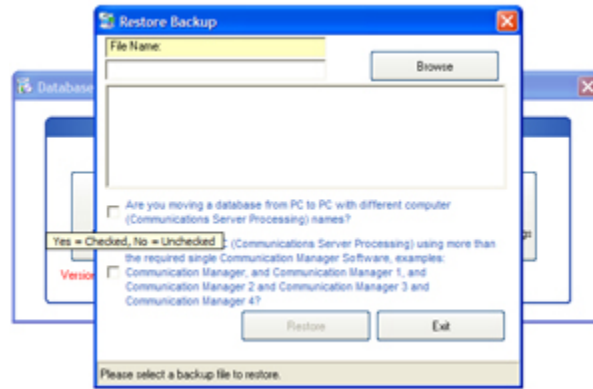 Restore Backup
File Name:
Browse
Database
Are you moving a database from PC to PC with different computer
(Communications Server Processing) names?
Yes = Checked, No = Unchecked
(Communications Server Processing) using more than
the required single Communication Manager Software, examples:
Communication Manager, and Communication Manager 1, and
Communication Manager 2 and Communication Manager 3 and
Communication Manager 4?
Restore
Exit
Please select a backup file to restore.